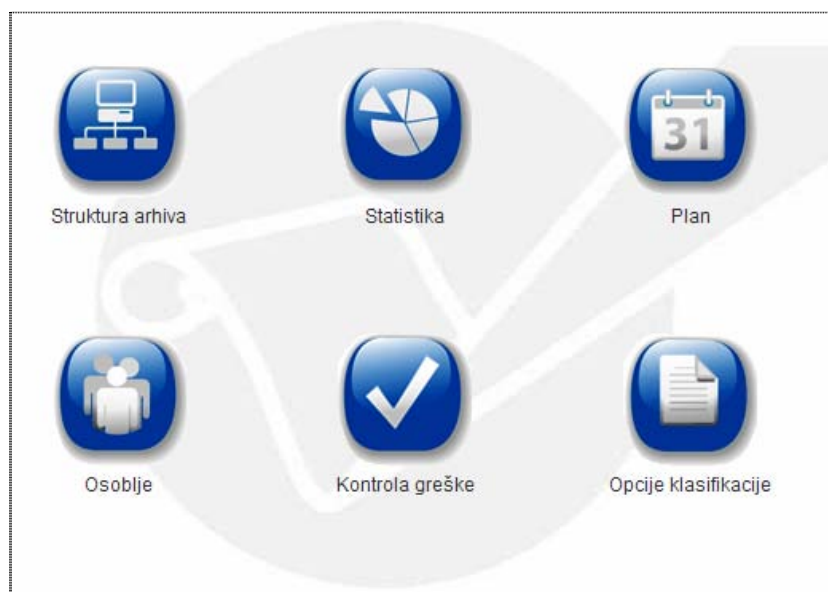 Struktura arhiva
Statistika
31
Plan
Osoblje
Kontrola greške
Opcije klasifikacije